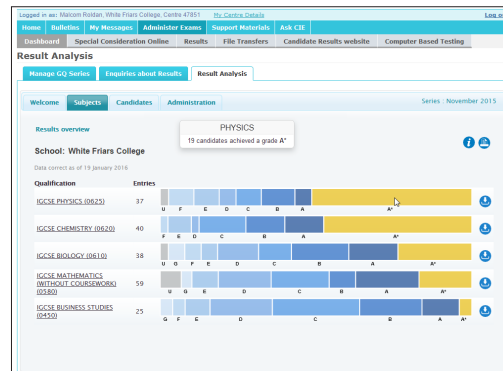 Logged in as: Malcom Roldan, White Friars College, Centre 47851 My Centre Details
Home Bulletins My Messages Administer Exams Support Materials Ask CIE
Dashboard Special Consideration Online Results File Transfers Candidate Results website Computer Based Testing
Result Analysis
Manage GQ Series Enquiries about Results Result Analysis
Welcome Subjects Candidates Administration Series : November 2015
Results overview
PHYSICS
19 candidates achieved a grade A*
School: White Friars College
Data correct as of 19 January 2016
Qualification Entries
IGCSE PHYSICS (0625) 37
U F E D C B A A*
IGCSE CHEMISTRY (0620) 40
F E D C B A A*
IGCSE BIOLOGY (0610) 38
U G F E D C B A A*
IGCSE MATHEMATICS
(WITHOUT COURSEWORK) 59
(0580)
U G E D C B A A*
IGCSE BUSINESS STUDIES
(0450) 25
G F E D C B A A*